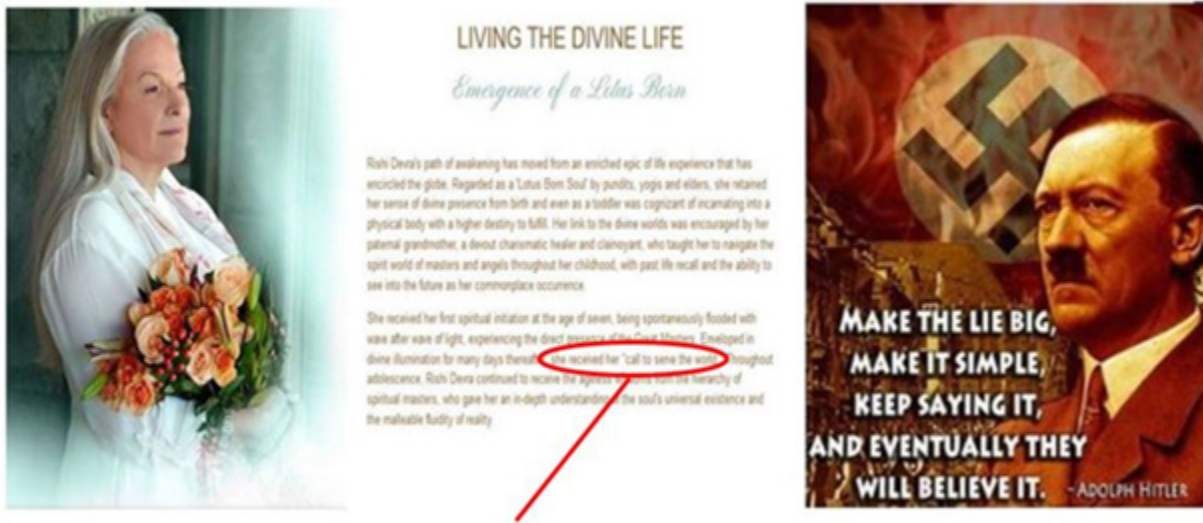 LIVING THE DIVINE LIFE
Emergence of a Lotus Born
Rishi Devra's path of awakening has moved from an enriched epic of life experience that has
encircled the globe. Regarded as a 'Lotus Born Soul' by pundits, yogis and elders, she retained
her sense of divine presence from birth and even as a toddler was cognizant of incarnating into a
physical body with a higher destiny to fulfill. Her link to the divine worlds was encouraged by her
paternal grandmother, a devout charismatic healer and clairvoyant, who taught her to navigate the
spirit world of masters and angels throughout her childhood, with past life recall and the ability to
see into the future as her commonplace occurrence.
She received her first spiritual initiation at the age of seven, being spontaneously flooded with
wave after wave of light, experiencing the direct presence of the Great Masters. Enveloped in
divine illumination for many days thereafter, she received her "call to serve the world. Throughout
adolescence, Rishi Devra continued to receive the ageless from the hierarchy of
spiritual masters, who gave her an in-depth understanding the soul's universal existence and
the malleable fluidity of reality.
MAKE THE LIE BIG,
MAKE IT SIMPLE,
KEEP SAYING IT,
AND EVENTUALLY THEY
WILL BELIEVE IT. ~ADOLPH HITLER